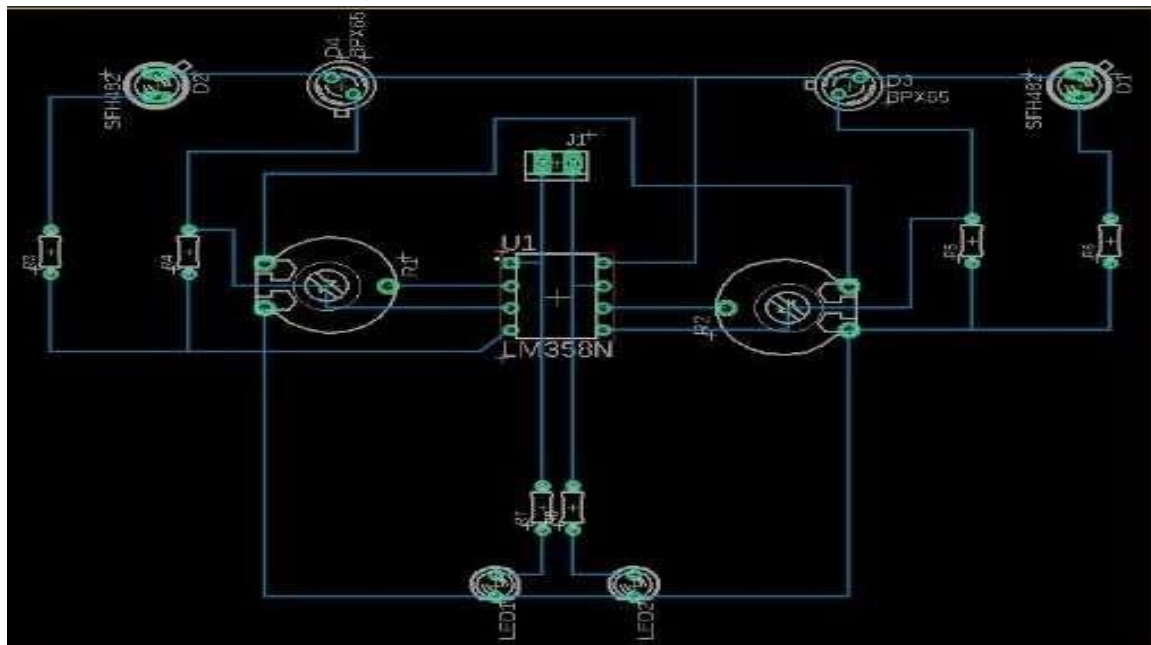 D4
BPX65
SFH482
D2
D3
BPX65
SFH482
D1
J1
U1
R3
R4
R1
R5
R6
R2
LM358N
R7
R8
LED1
LED2